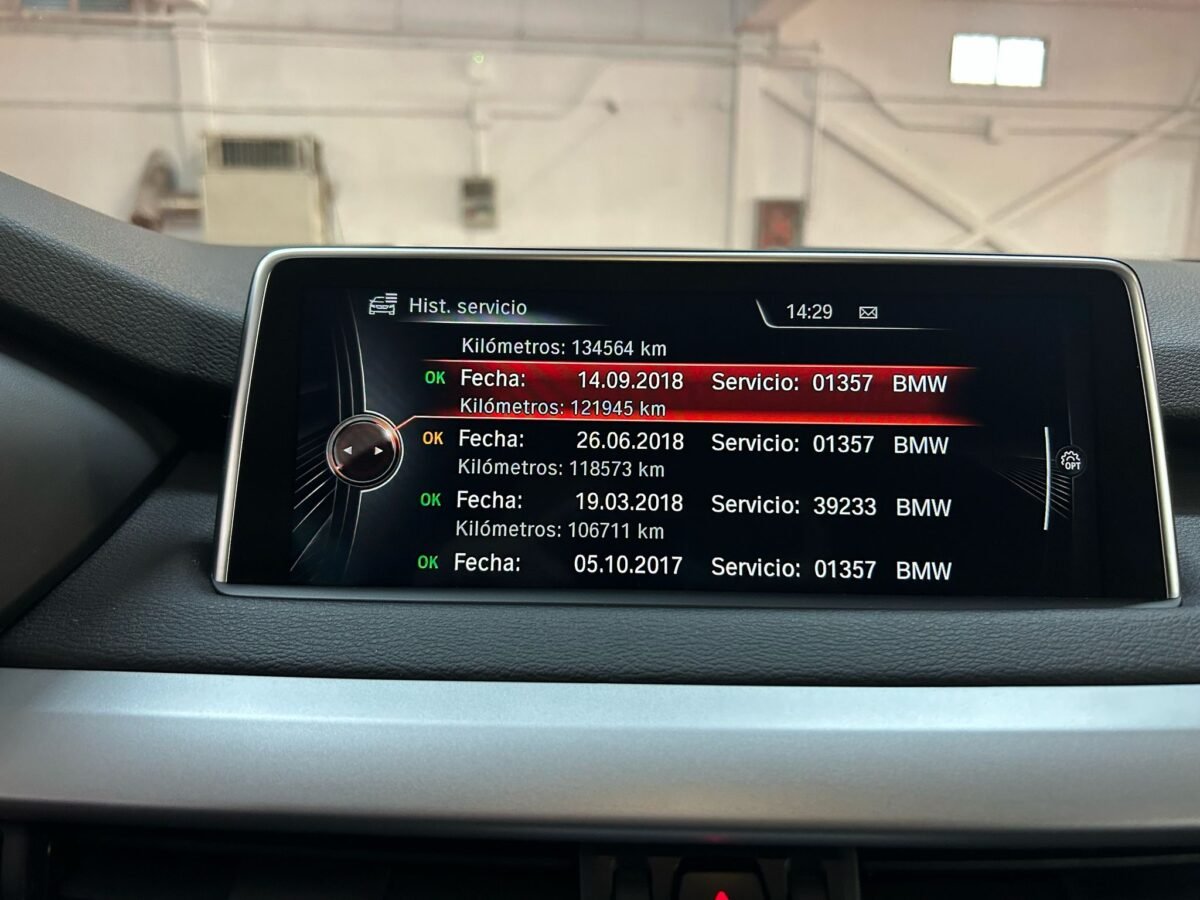 Hist. servicio 14:29
Kilómetros: 134564 km
OK Fecha: 14.09.2018 Servicio: 01357 BMW
Kilómetros: 121945 km
OK Fecha: 26.06.2018 Servicio: 01357 BMW
Kilómetros: 118573 km
OK Fecha: 19.03.2018 Servicio: 39233 BMW
Kilómetros: 106711 km
OK Fecha: 05.10.2017 Servicio: 01357 BMW
OPT